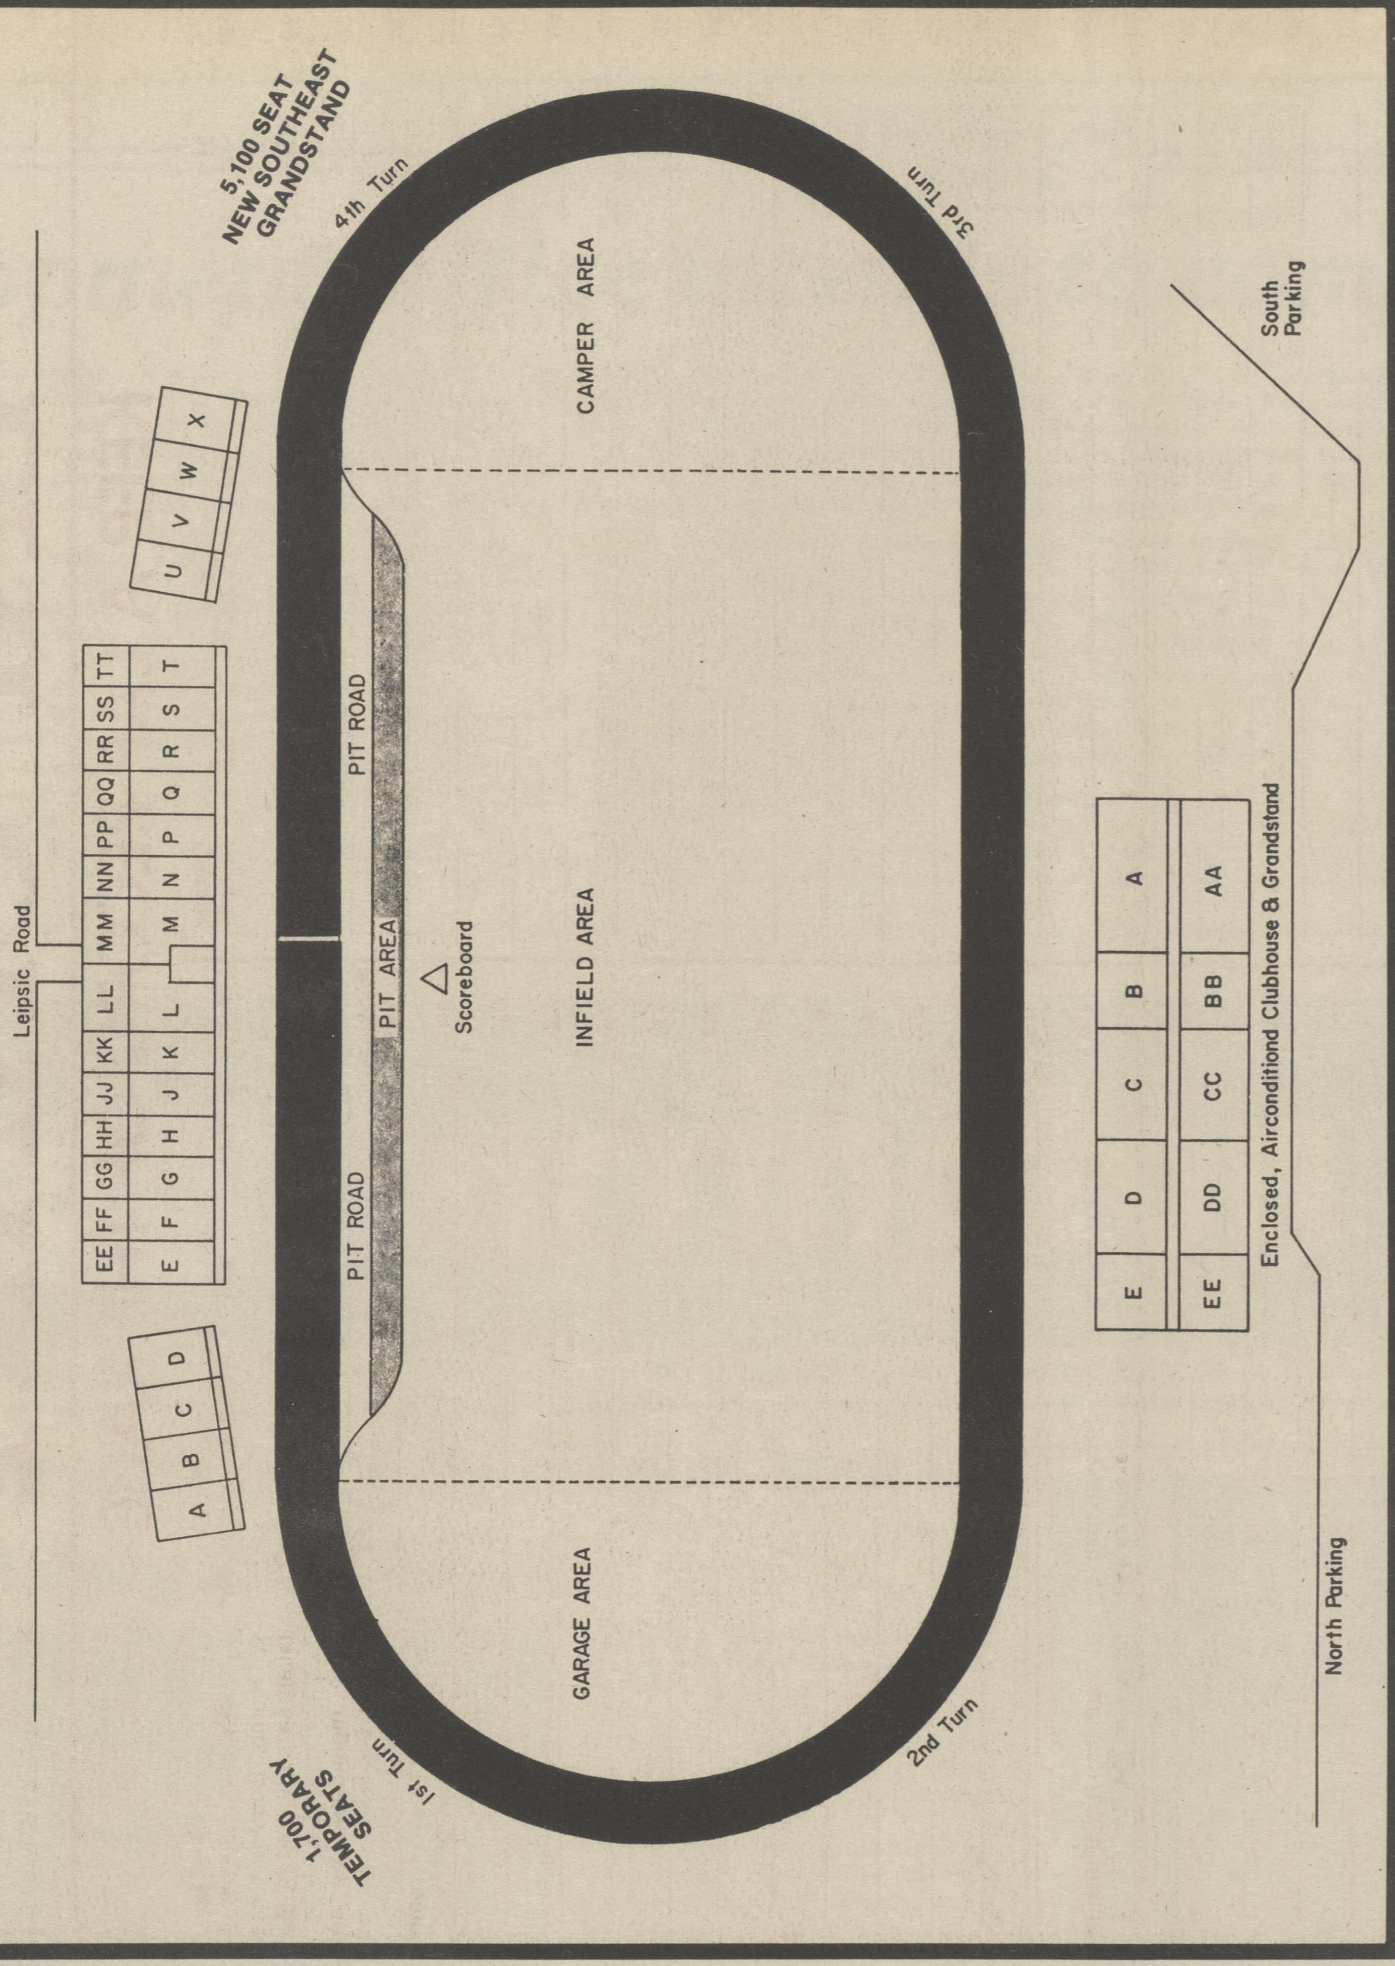 Leipsic Road
EE FF GG HH JJ KK LL MM NN PP QQ RR SS TT
E F G H J K L M N P Q R S T
A B C D
U V W X
5,100 SEAT
NEW SOUTHEAST
GRANDSTAND
1,700
TEMPORARY
SEATS
1st Turn
4th Turn
PIT ROAD
PIT ROAD
PIT AREA
Scoreboard
GARAGE AREA
INFIELD AREA
CAMPER AREA
2nd Turn
3rd Turn
E D C B A
EE DD CC BB AA
Enclosed, Airconditiond Clubhouse & Grandstand
North Parking
South
Parking